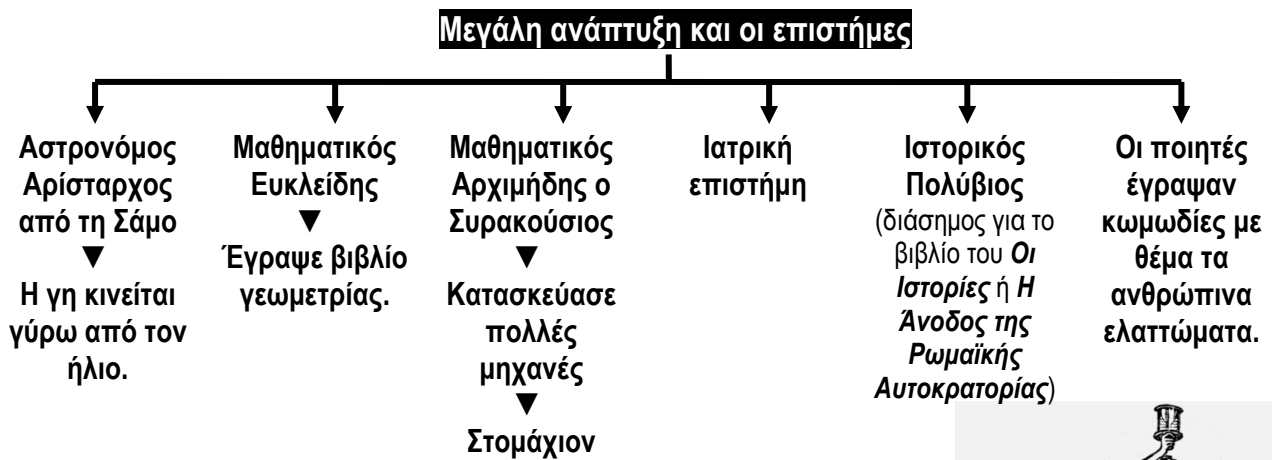 Μεγάλη ανάπτυξη και οι επιστήμες
Αστρονόμος
Αρίσταρχος
από τη Σάμο
▼
Η γη κινείται
γύρω από τον
ήλιο.
Μαθηματικός
Ευκλείδης
▼
Έγραψε βιβλίο
γεωμετρίας.
Μαθηματικός
Αρχιμήδης ο
Συρακούσιος
▼
Κατασκεύασε
πολλές
μηχανές
▼
Στομάχιον
Ιατρική
επιστήμη
Ιστορικός
Πολύβιος
(διάσημος για το
βιβλίο του Οι
Ιστορίες ή Η
Άνοδος της
Ρωμαϊκής
Αυτοκρατορίας)
Οι ποιητές
έγραψαν
κωμωδίες με
θέμα τα
ανθρώπινα
ελαττώματα.